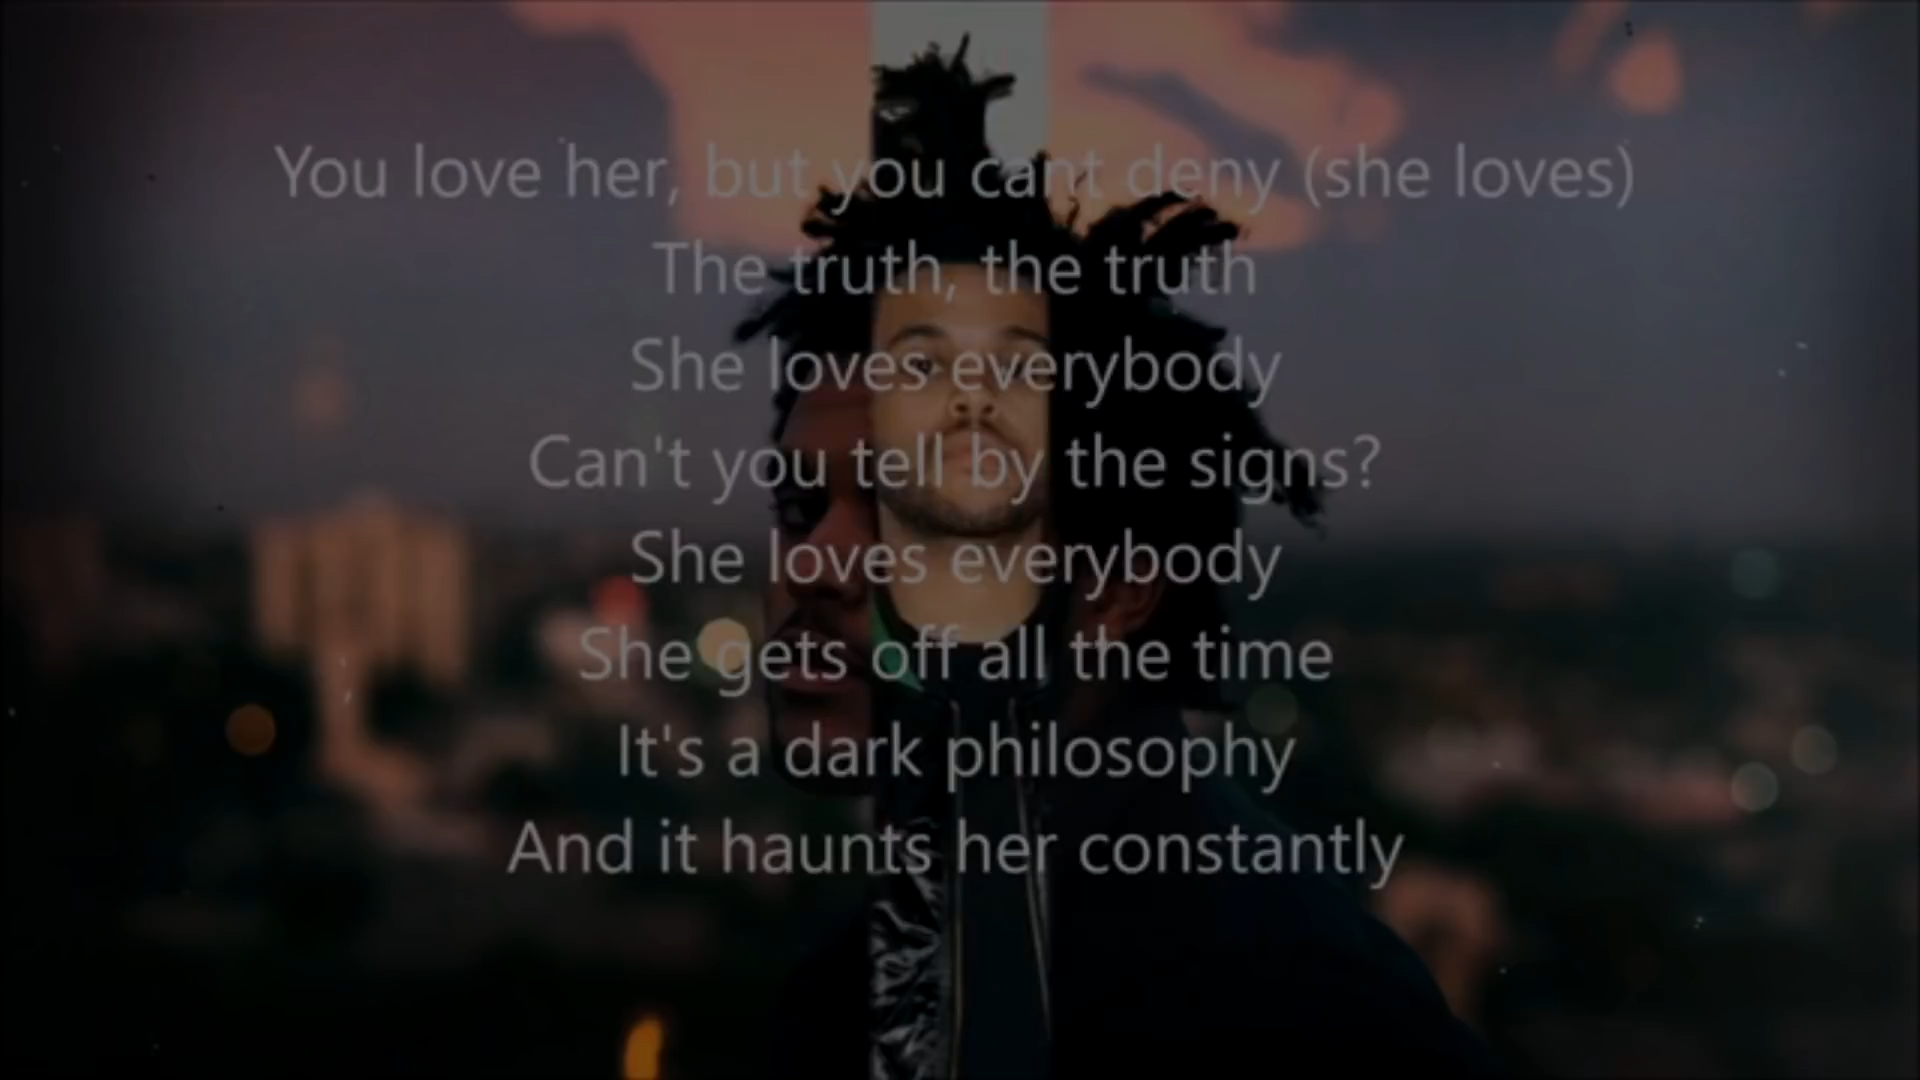 You love her, but you cant deny (she loves)
The truth, the truth
She loves everybody
Can't you tell by the signs?
She loves everybody
She gets off all the time
It's a dark philosophy
And it haunts her constantly